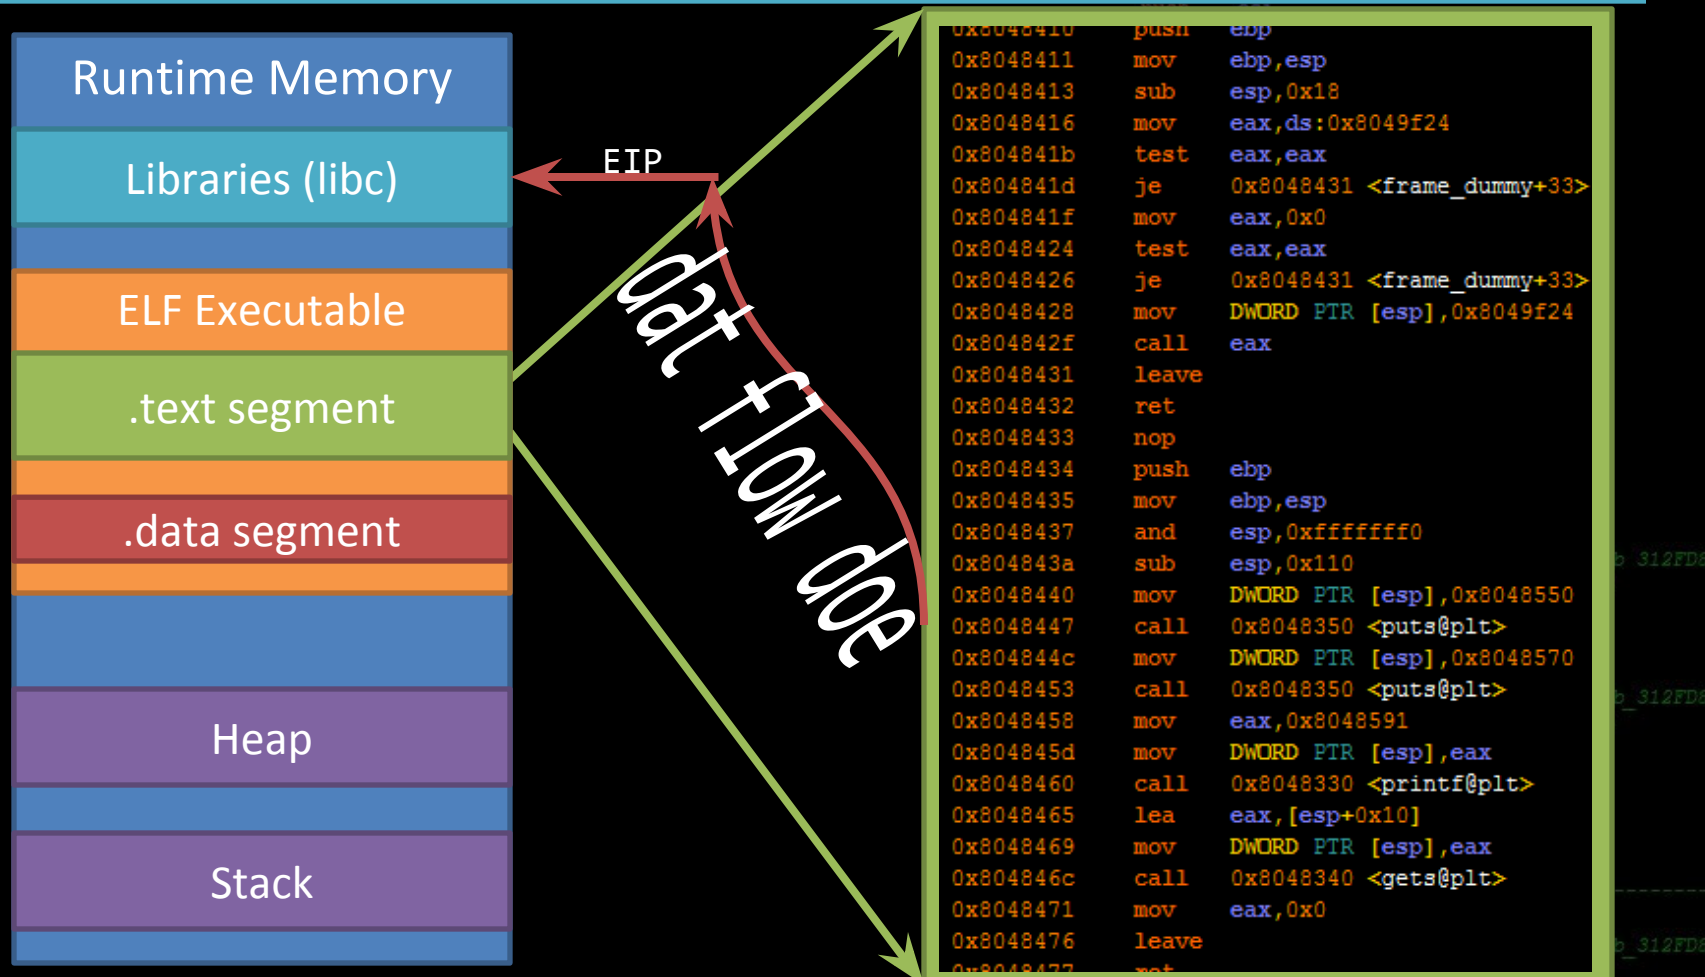 Runtime Memory
Libraries (libc)
ELF Executable
.text segment
.data segment
Heap
Stack
EIP
dat flow doe
0x8048410 push ebp
0x8048411 mov ebp,esp
0x8048413 sub esp,0x18
0x8048416 mov eax,ds:0x8049f24
0x804841b test eax,eax
0x804841d je 0x8048431 <frame_dummy+33>
0x804841f mov eax,0x0
0x8048424 test eax,eax
0x8048426 je 0x8048431 <frame_dummy+33>
0x8048428 mov DWORD PTR [esp],0x8049f24
0x804842f call eax
0x8048431 leave
0x8048432 ret
0x8048433 nop
0x8048434 push ebp
0x8048435 mov ebp,esp
0x8048437 and esp,0xfffffff0
0x804843a sub esp,0x110
0x8048440 mov DWORD PTR [esp],0x8048550
0x8048447 call 0x8048350 <puts@plt>
0x804844c mov DWORD PTR [esp],0x8048570
0x8048453 call 0x8048350 <puts@plt>
0x8048458 mov eax,0x8048591
0x804845d mov DWORD PTR [esp],eax
0x8048460 call 0x8048330 <printf@plt>
0x8048465 lea eax,[esp+0x10]
0x8048469 mov DWORD PTR [esp],eax
0x804846c call 0x8048340 <gets@plt>
0x8048471 mov eax,0x0
0x8048476 leave
0x8048477 ret